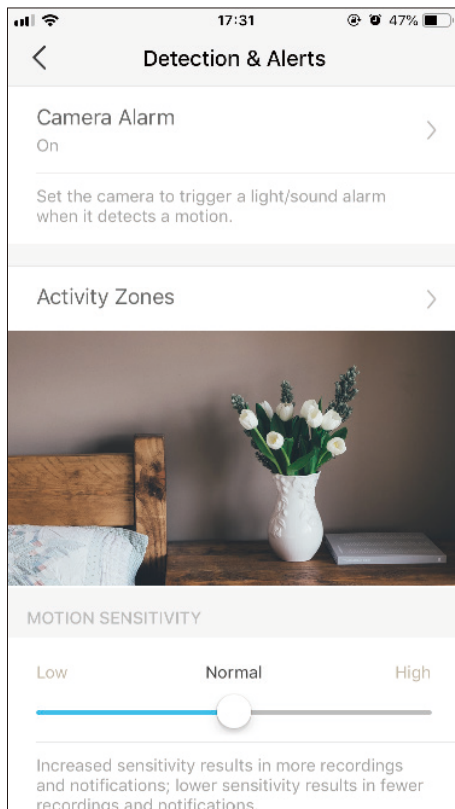 17:31
47%
Detection & Alerts
Camera Alarm
On
Set the camera to trigger a light/sound alarm
when it detects a motion.
Activity Zones
MOTION SENSITIVITY
Low Normal High
Increased sensitivity results in more recordings
and notifications; lower sensitivity results in fewer
recordings and notifications